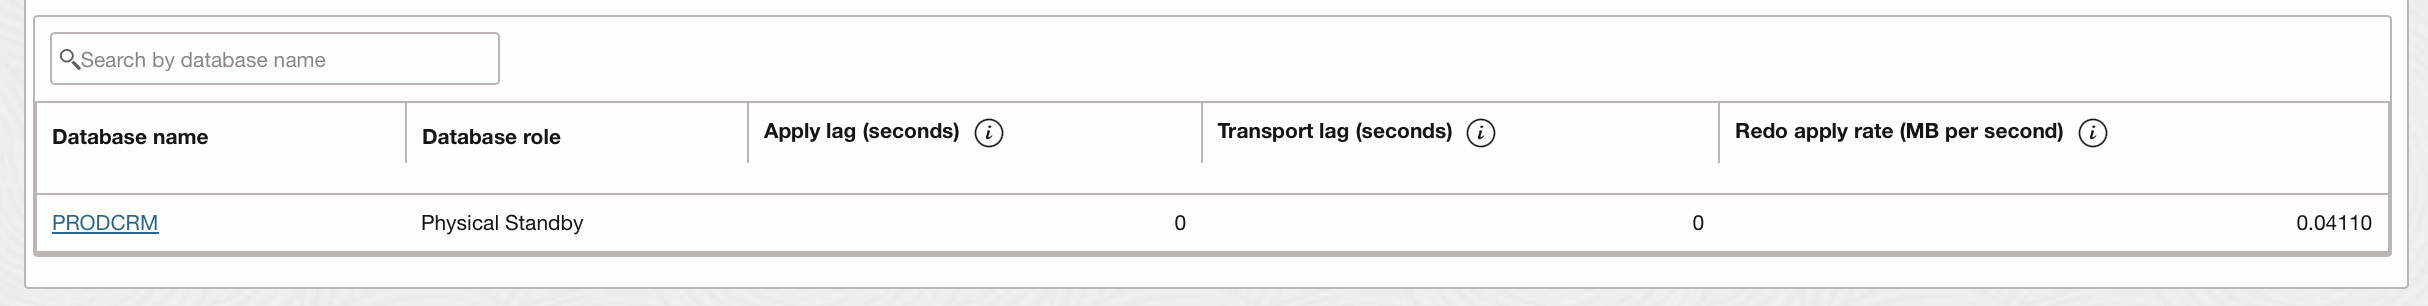 Search by database name
Database name Database role Apply lag (seconds) i Transport lag (seconds) i Redo apply rate (MB per second) i
PRODCRM Physical Standby 0 0 0.04110